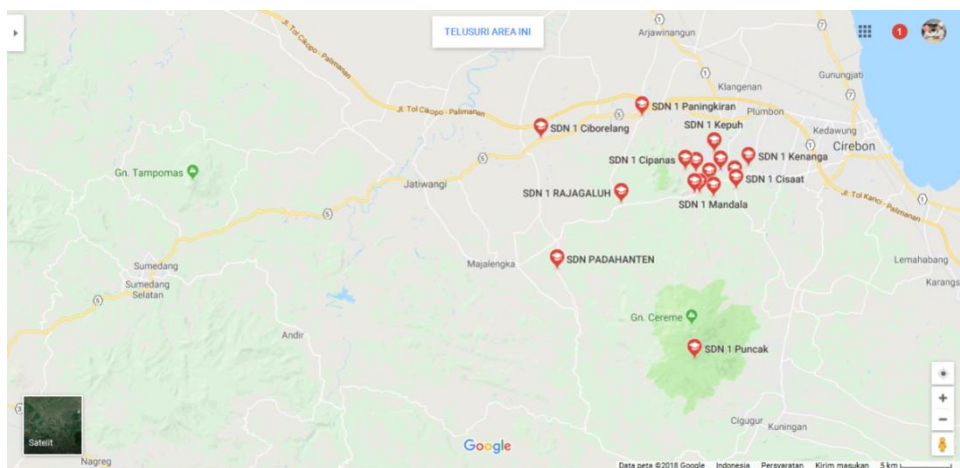 TELUSURI AREA INI
1
Arjawinangun
Jl. Tol Cikopo - Palimanan
Gunungjati
Klangenan
Jl. Tol Cikopo - Palimanan
SDN 1 Paningkiran
Plumbon
SDN 1 Kepuh
SDN 1 Ciborelang
Kedawung
Cirebon
SDN 1 Cipanas
SDN 1 Kenanga
Gn. Tampomas
Jatiwangi
SDN 1 Cisaat
SDN 1 RAJAGALUH
Jl. Tol Kanci - Palimanan
SDN 1 Mandala
Sumedang
Majalengka
SDN PADAHANTEN
Lemahabang
Sumedang
Selatan
Karangs
Gn. Cereme
Andir
SDN 1 Puncak
Cigugur
Kuningan
Satelit
Google
Nagreg
Data peta ©2018 Google Indonesia Persyaratan Kirim masukan 5 km